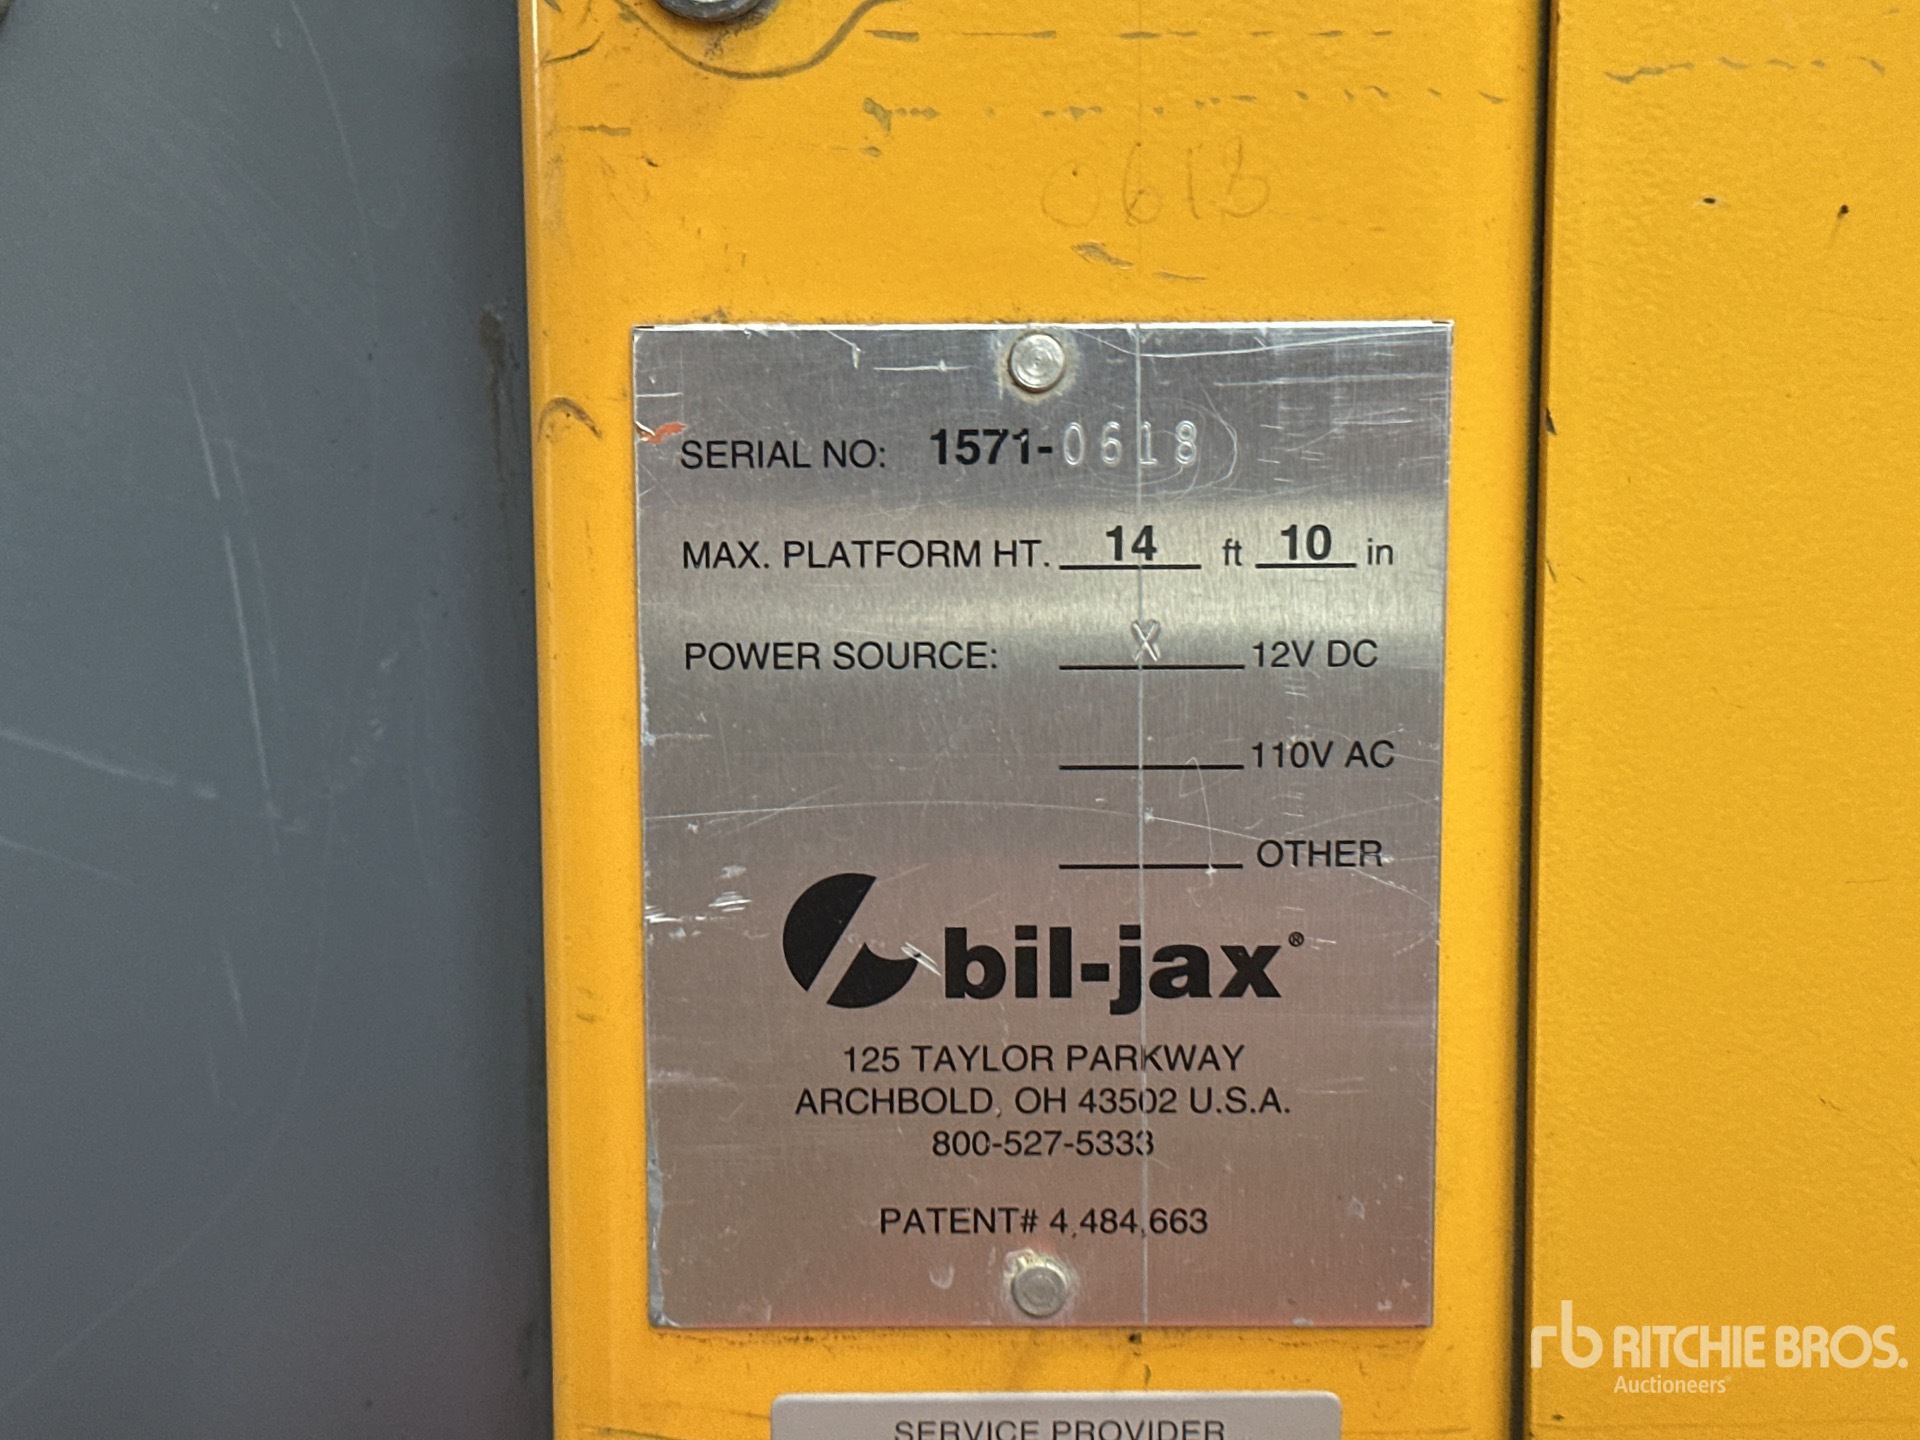 0618
SERIAL NO: 1571-0618
MAX. PLATFORM HT. 14 ft 10 in
POWER SOURCE: X 12V DC
110V AC
OTHER
bil-jax®
125 TAYLOR PARKWAY
ARCHBOLD, OH 43502 U.S.A.
800-527-5333
PATENT# 4,484,663
SERVICE PROVIDER
rb RITCHIE BROS.
Auctioneers